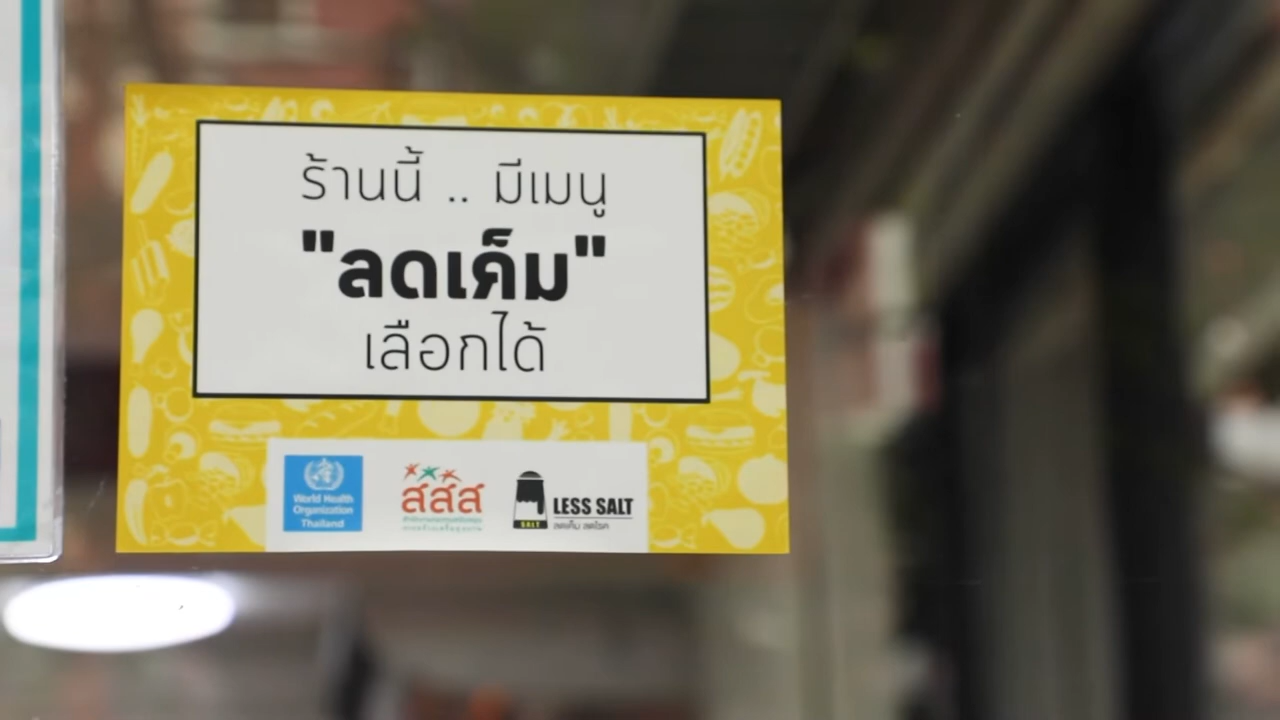 ร้านนี้ .. มีเมนู
"ลดเค็ม"
เลือกได้
World Health
Organization
Thailand
สสส
SALT
LESS SALT
ลดเค็ม ลดโรค